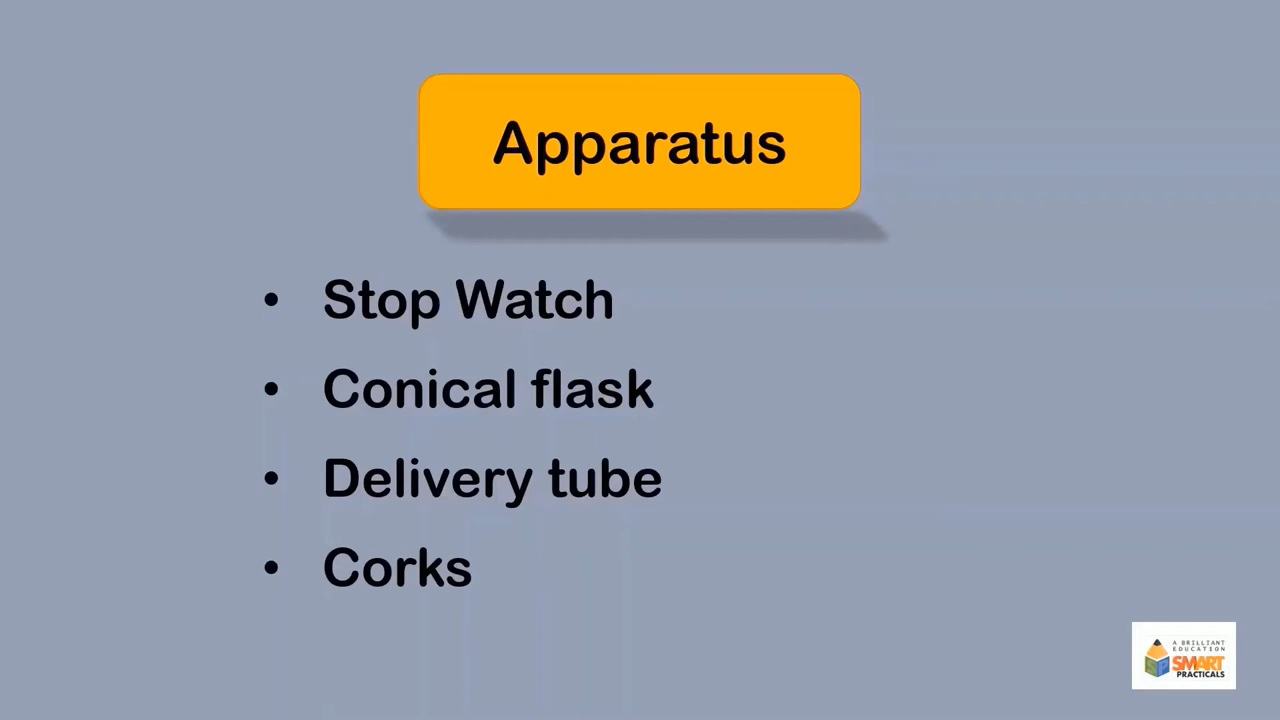 Apparatus
• Stop Watch
• Conical flask
• Delivery tube
• Corks
A BRILLIANT
EDUCATION
SMART
PRACTICALS